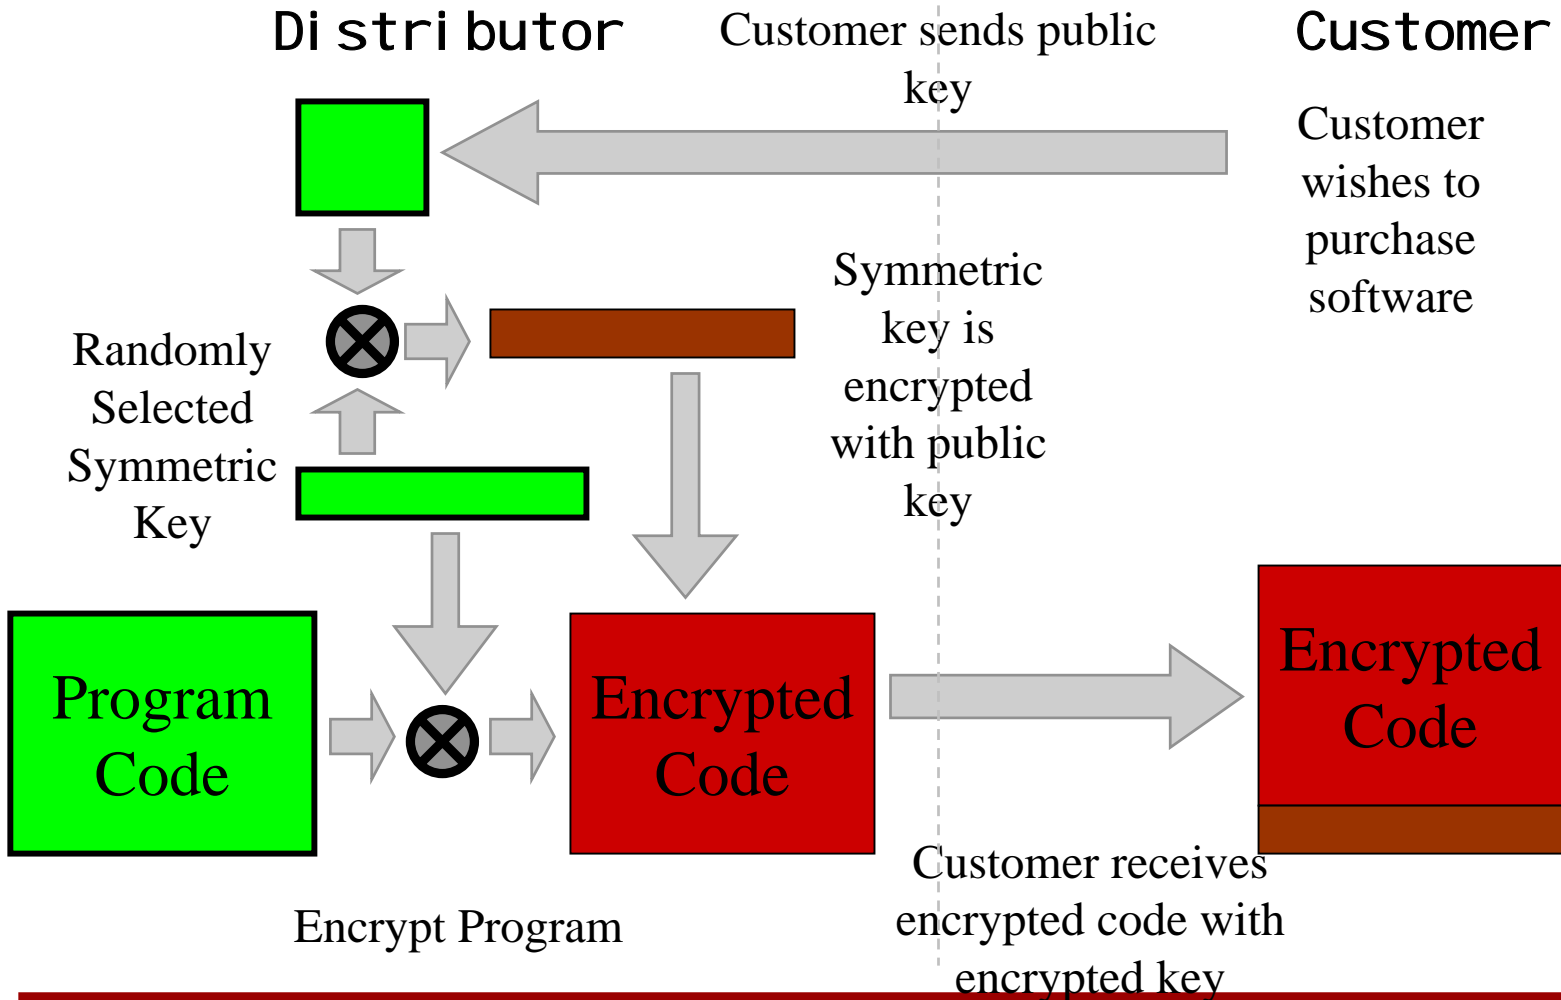 Distributor
Customer sends public
key
Customer
Customer
wishes to
purchase
software
Symmetric
key is
encrypted
with public
key
Randomly
Selected
Symmetric
Key
Program
Code
Encrypted
Code
Encrypted
Code
Encrypt Program
Customer receives
encrypted code with
encrypted key